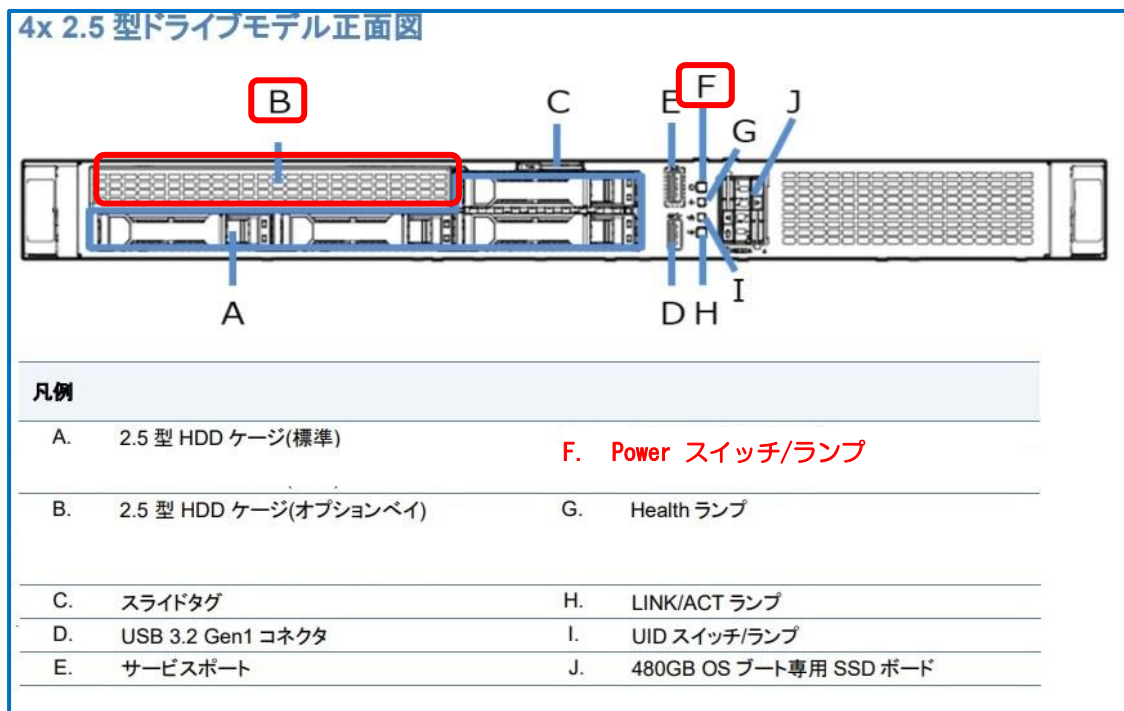 4x 2.5 型ドライブモデル正面図
B
C
E
F
G
J
A
D
H
I
凡例
A. 2.5 型 HDD ケージ(標準)
F. Power スイッチ/ランプ
B. 2.5 型 HDD ケージ(オプションベイ)
G. Health ランプ
C. スライドタグ
H. LINK/ACT ランプ
D. USB 3.2 Gen1 コネクタ
I. UID スイッチ/ランプ
E. サービスポート
J. 480GB OS ブート専用 SSD ボード